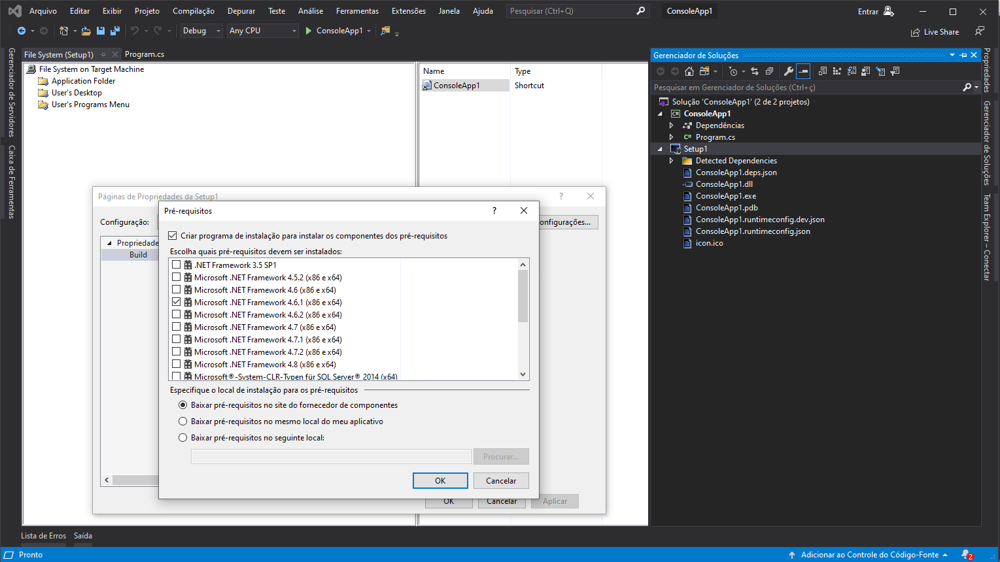 Arquivo Editar Exibir Projeto Compilação Depurar Teste Análise Ferramentas Extensões Janela Ajuda Pesquisar (Ctrl+Q) ConsoleApp1 Entrar
Debug Any CPU ConsoleApp1 Live Share
Gerenciador de Servidores
Caixa de Ferramentas
File System (Setup1) Program.cs
File System on Target Machine
Application Folder
User's Desktop
User's Programs Menu
Name Type
ConsoleApp1 Shortcut
Gerenciador de Soluções
Pesquisar em Gerenciador de Soluções (Ctrl+ç)
Solução 'ConsoleApp1' (2 de 2 projetos)
ConsoleApp1
Dependências
C# Program.cs
Setup1
Detected Dependencies
ConsoleApp1.deps.json
ConsoleApp1.dll
ConsoleApp1.exe
ConsoleApp1.pdb
ConsoleApp1.runtimeconfig.dev.json
ConsoleApp1.runtimeconfig.json
icon.ico
Propriedades
Gerenciador de Soluções
Team Explorer – Conectar
Páginas de Propriedades da Setup1 ?
Configuração: onfigurações...
Propriedade
Build
Pré-requisitos ?
Criar programa de instalação para instalar os componentes dos pré-requisitos
Escolha quais pré-requisitos devem ser instalados:
.NET Framework 3.5 SP1
Microsoft .NET Framework 4.5.2 (x86 e x64)
Microsoft .NET Framework 4.6 (x86 e x64)
Microsoft .NET Framework 4.6.1 (x86 e x64)
Microsoft .NET Framework 4.6.2 (x86 e x64)
Microsoft .NET Framework 4.7 (x86 e x64)
Microsoft .NET Framework 4.7.1 (x86 e x64)
Microsoft .NET Framework 4.7.2 (x86 e x64)
Microsoft .NET Framework 4.8 (x86 e x64)
Microsoft®-System-CLR-Typen für SQL Server® 2014 (x64)
Especifique o local de instalação para os pré-requisitos
Baixar pré-requisitos no site do fornecedor de componentes
Baixar pré-requisitos no mesmo local do meu aplicativo
Baixar pré-requisitos no seguinte local:
Procurar...
OK Cancelar
OK Cancelar Aplicar
Lista de Erros Saída
Pronto Adicionar ao Controle do Código-Fonte 2